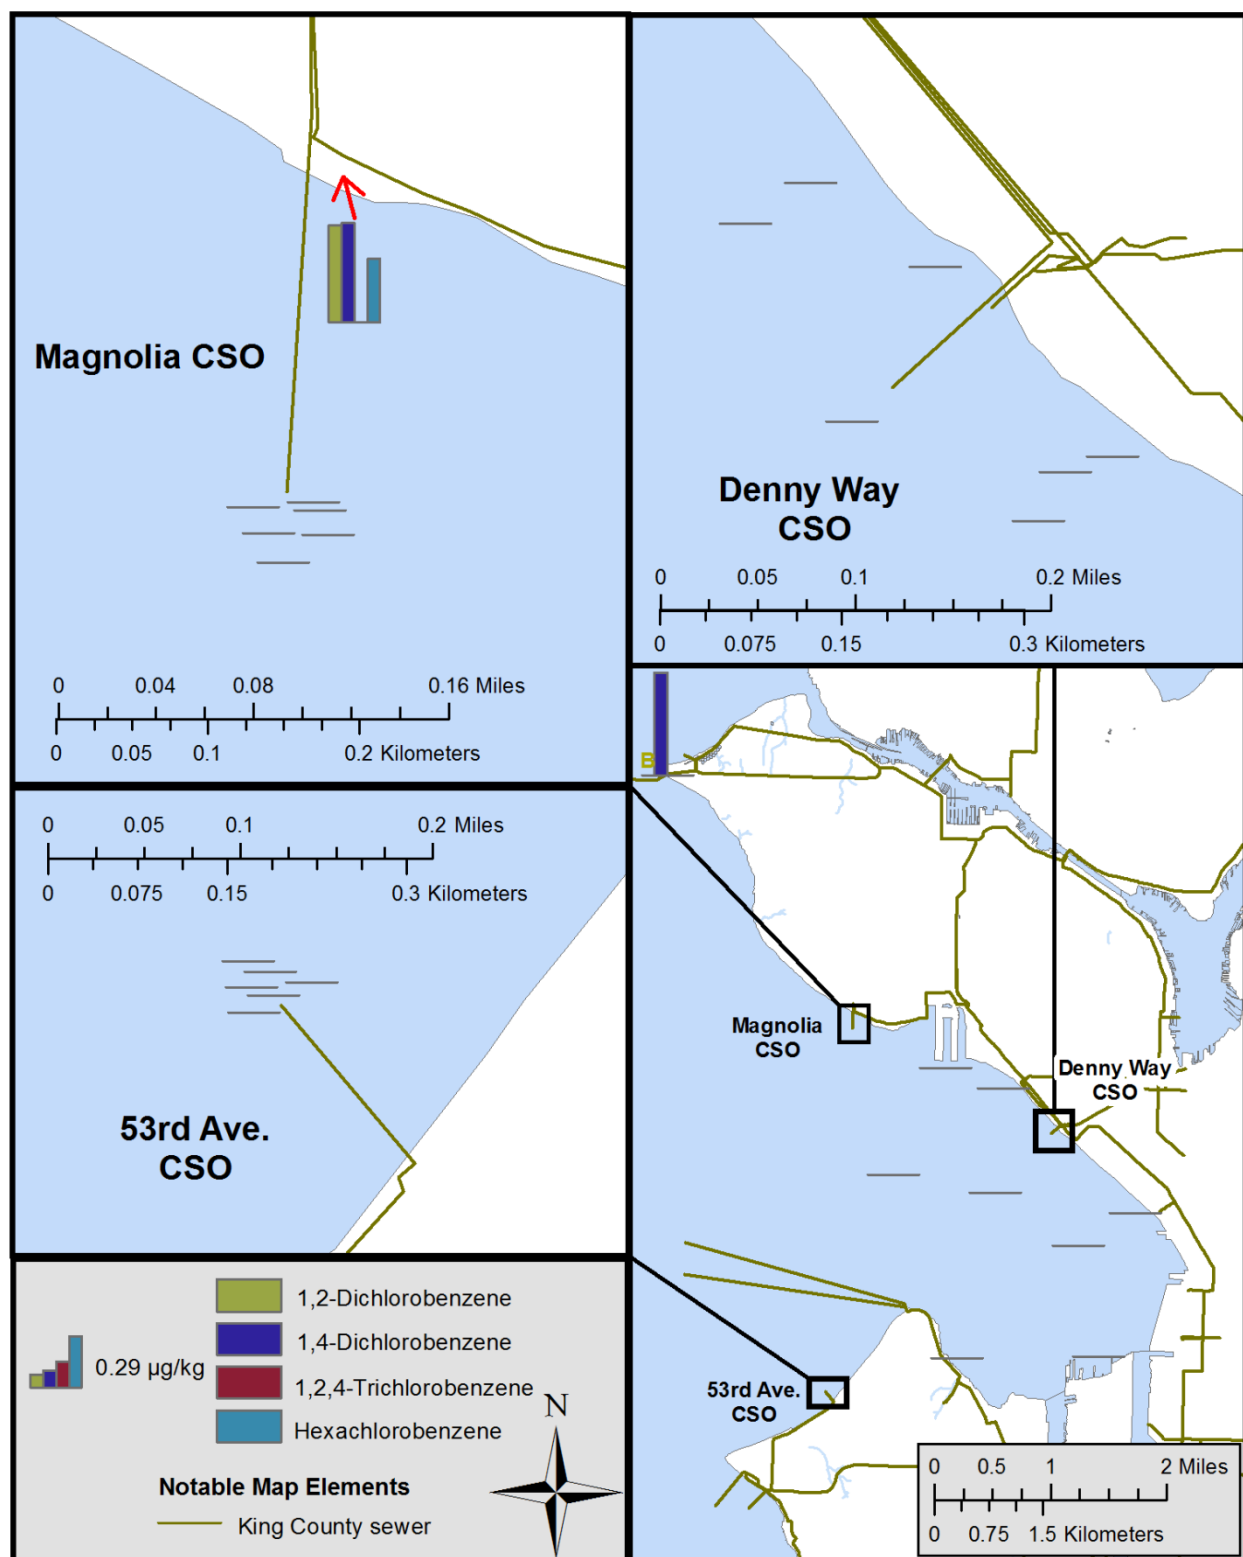 Magnolia CSO
0 0.04 0.08 0.16 Miles
0 0.05 0.1 0.2 Kilometers
Denny Way
CSO
0 0.05 0.1 0.2 Miles
0 0.075 0.15 0.3 Kilometers
0 0.05 0.1 0.2 Miles
0 0.075 0.15 0.3 Kilometers
53rd Ave.
CSO
B
Magnolia
CSO
Denny Way
CSO
53rd Ave.
CSO
0 0.5 1 2 Miles
0 0.75 1.5 Kilometers
0.29 µg/kg
1,2-Dichlorobenzene
1,4-Dichlorobenzene
1,2,4-Trichlorobenzene
Hexachlorobenzene
N
Notable Map Elements
King County sewer